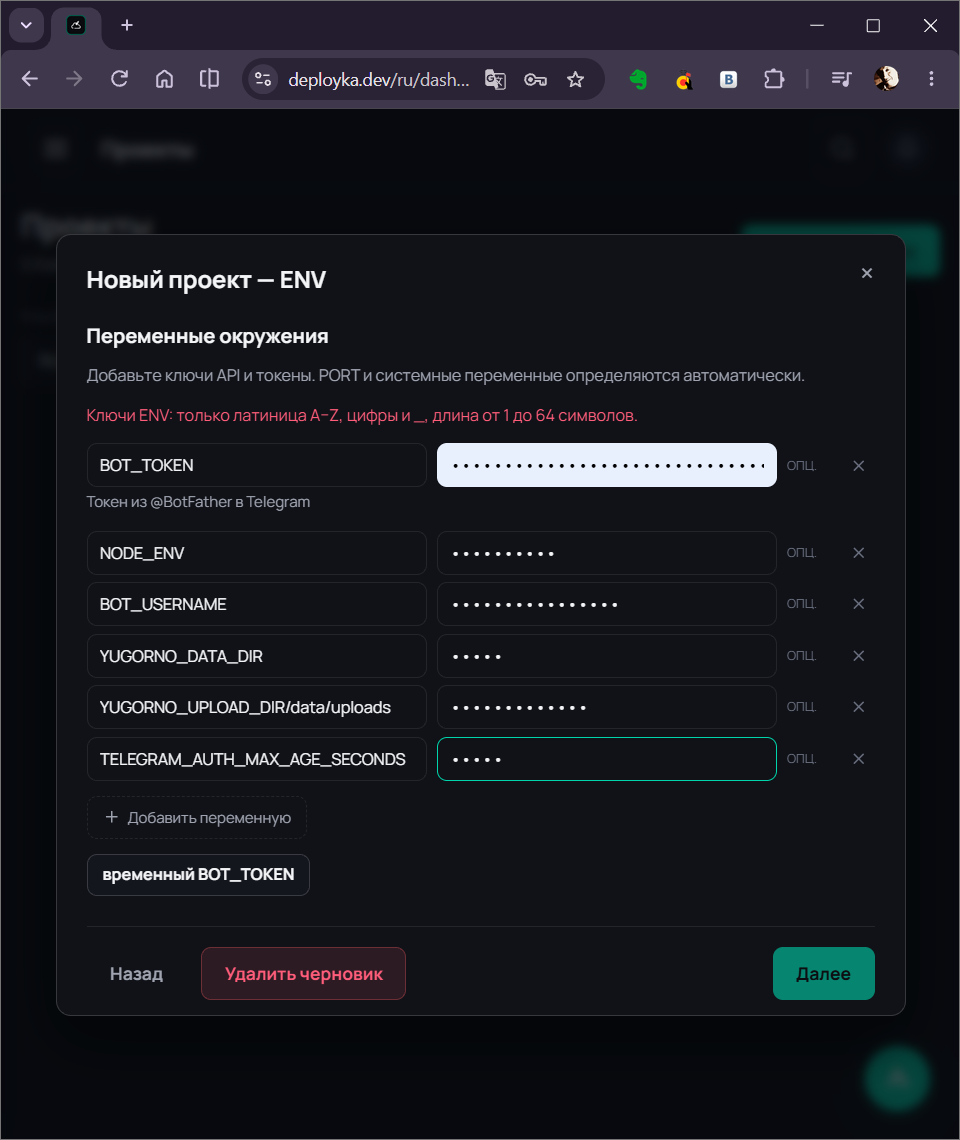 deployka.dev/ru/dash...
Проекты
Проекты
Новый проект — ENV
Переменные окружения
Добавьте ключи API и токены. PORT и системные переменные определяются автоматически.
Ключи ENV: только латиница A–Z, цифры и _, длина от 1 до 64 символов.
BOT_TOKEN ОПЦ.
Токен из @BotFather в Telegram
NODE_ENV ОПЦ.
BOT_USERNAME ОПЦ.
YUGORNO_DATA_DIR ОПЦ.
YUGORNO_UPLOAD_DIR/data/uploads ОПЦ.
TELEGRAM_AUTH_MAX_AGE_SECONDS ОПЦ.
+ Добавить переменную
временный BOT_TOKEN
Назад Удалить черновик Далее